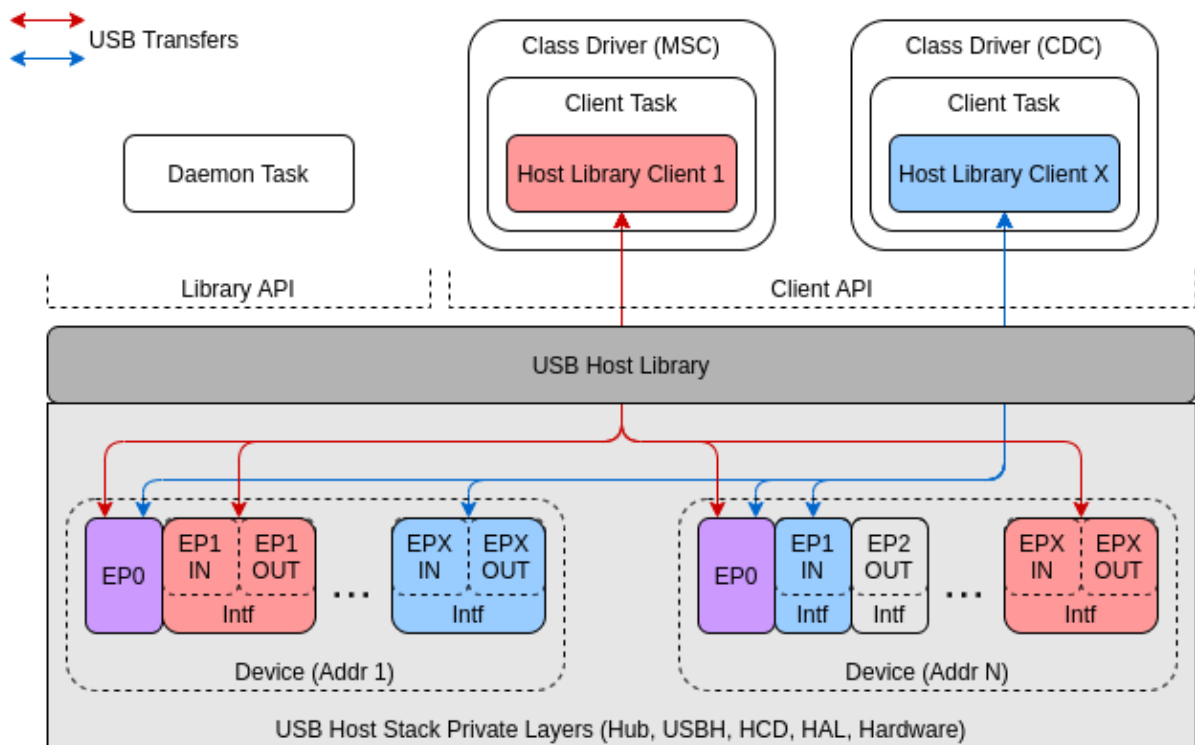 USB Transfers
Class Driver (MSC)
Class Driver (CDC)
Client Task
Client Task
Daemon Task
Host Library Client 1
Host Library Client X
Library API
Client API
USB Host Library
EP0
EP1
IN
EP1
OUT
Intf
...
EPX
IN
EPX
OUT
Intf
Device (Addr 1)
EP0
EP1
IN
Intf
EP2
OUT
Intf
...
EPX
IN
EPX
OUT
Intf
Device (Addr N)
USB Host Stack Private Layers (Hub, USBH, HCD, HAL, Hardware)